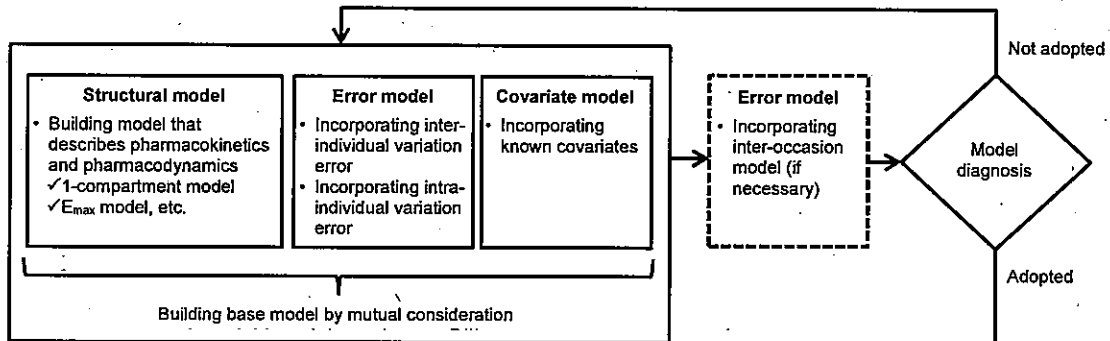 Not adopted
Structural model
• Building model that
describes pharmacokinetics
and pharmacodynamics
✓1-compartment model
✓Emax model, etc.
Error model
• Incorporating inter-
individual variation
error
• Incorporating intra-
individual variation
error
Covariate model
• Incorporating
known covariates
Error model
• Incorporating
inter-occasion
model (if
necessary)
Model
diagnosis
Adopted
Building base model by mutual consideration